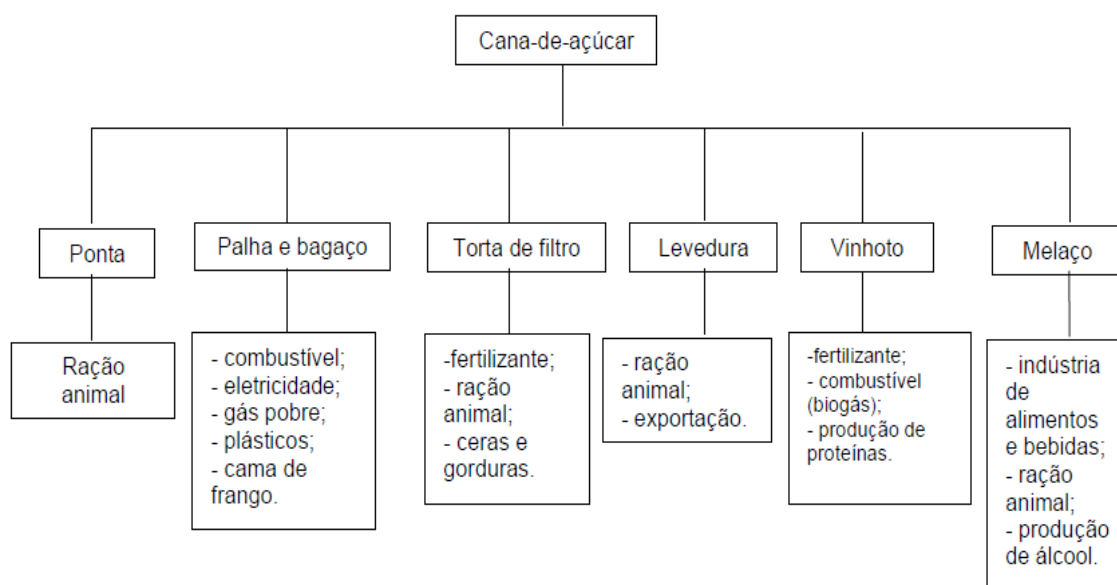 Cana-de-açúcar
Ponta
Palha e bagaço
Torta de filtro
Levedura
Vinhoto
Melaço
Ração
animal
- combustível;
- eletricidade;
- gás pobre;
- plásticos;
- cama de
frango.
-fertilizante;
- ração
animal;
- ceras e
gorduras.
- ração
animal;
- exportação.
-fertilizante;
- combustível
(biogás);
- produção de
proteínas.
- indústria
de
alimentos
e bebidas;
- ração
animal;
- produção
de álcool.